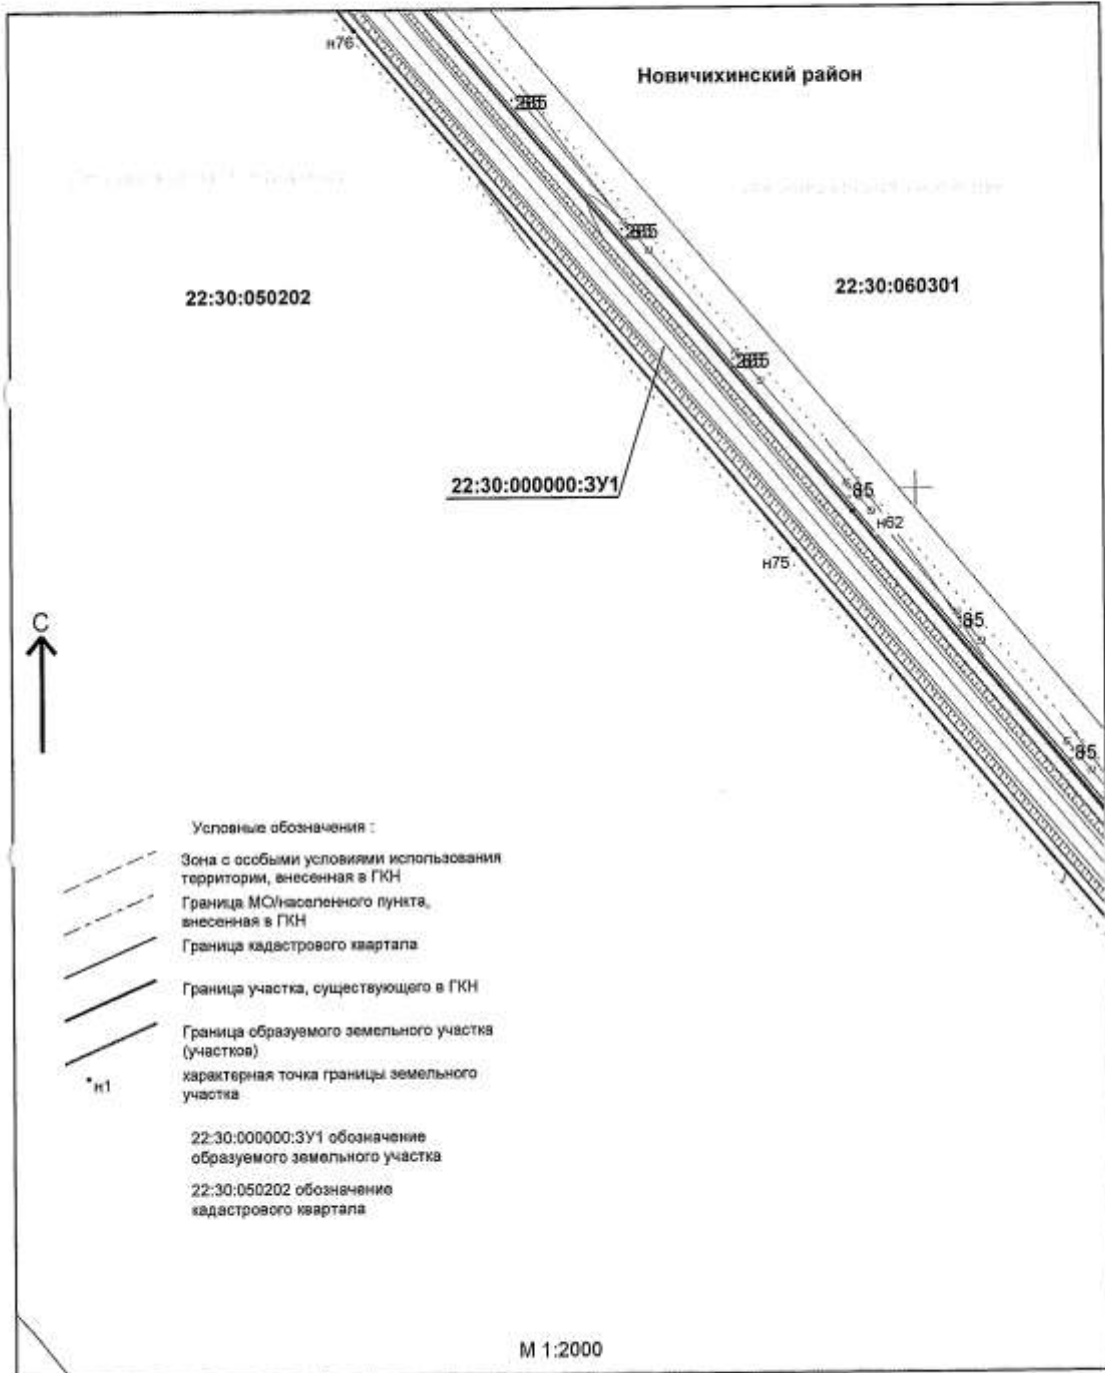 н76
Новичихинский район
22:30:050202
22:30:060301
22:30:000000:ЗУ1
:85
н62
н75
:85
С
:85
Условные обозначения :
Зона с особыми условиями использования
территории, внесенная в ГКН
Граница МО/населенного пункта,
внесенная в ГКН
Граница кадастрового квартала
Граница участка, существующего в ГКН
Граница образуемого земельного участка
(участков)
н1
характерная точка границы земельного
участка
22:30:000000:ЗУ1 обозначение
образуемого земельного участка
22:30:050202 обозначение
кадастрового квартала
М 1:2000